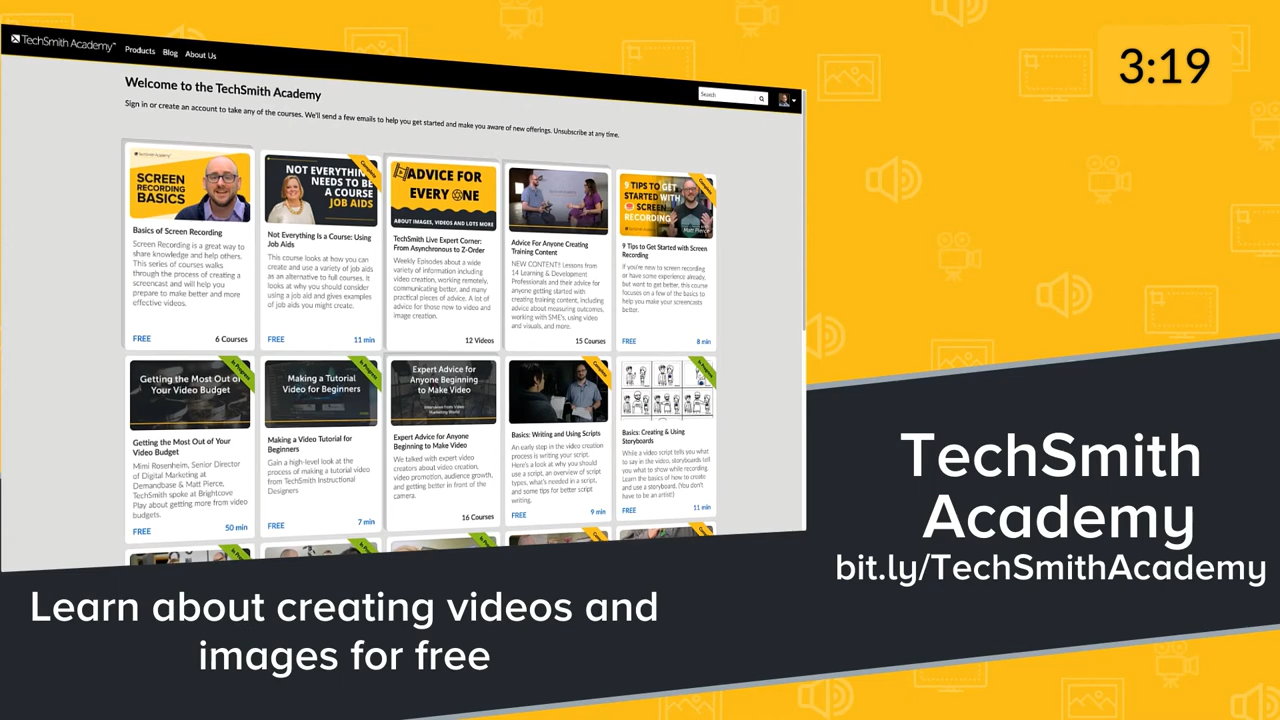 TechSmith Academy™
Products
Blog
About Us
Search
3:19
Welcome to the TechSmith Academy
Sign in or create an account to take any of the courses. We'll send a few emails to help you get started and make you aware of new offerings. Unsubscribe at any time.
TechSmith Academy
SCREEN
RECORDING
BASICS
Basics of Screen Recording
Screen Recording is a great way to
share knowledge and help others.
This series of courses walks
through the process of creating a
screencast and will help you
prepare to make better and more
effective videos.
FREE
6 Courses
NOT EVERYTHING
NEEDS TO BE
A COURSE
JOB AIDS
Complete
Not Everything Is a Course: Using
Job Aids
This course looks at how you can
create and use a variety of job aids
as an alternative to full courses. It
looks at why you should consider
using a job aid and gives examples
of job aids you might create.
FREE
11 min
ADVICE FOR
EVERY NE
ABOUT IMAGES, VIDEOS AND LOTS MORE
TechSmith Live Expert Corner:
From Asynchronous to Z-Order
Weekly Episodes about a wide
variety of information including
video creation, working remotely,
communicating better, and many
practical pieces of advice. A lot of
advice for those new to video and
image creation.
12 Videos
Advice For Anyone Creating
Training Content
NEW CONTENT!! Lessons from
14 Learning & Development
Professionals and their advice for
anyone getting started with
creating training content, including
advice about measuring outcomes,
working with SME's, using video
and visuals, and more.
15 Courses
9 TIPS TO GET
STARTED WITH
SCREEN
RECORDING
Matt Pierce
Complete
9 Tips to Get Started with Screen
Recording
If you're new to screen recording
or have some experience already,
but want to get better, this course
focuses on a few of the basics to
help you make your screencasts
better.
FREE
8 min
Getting the Most Out of
Your Video Budget
In Progress
Getting the Most Out of Your
Video Budget
Mimi Rosenheim, Senior Director
of Digital Marketing at
Demandbase & Matt Pierce,
TechSmith spoke at Brightcove
Play about getting more from video
budgets.
FREE
50 min
Making a Tutorial
Video for Beginners
In Progress
Making a Video Tutorial for
Beginners
Gain a high-level look at the
process of making a tutorial video
from TechSmith Instructional
Designers
FREE
7 min
Expert Advice for
Anyone Beginning
to Make Video
Interviews from Video
Marketing World
Expert Advice for Anyone
Beginning to Make Video
We talked with expert video
creators about video creation,
video promotion, audience growth,
and getting better in front of the
camera.
16 Courses
Complete
Basics: Writing and Using Scripts
An early step in the video creation
process is writing your script.
Here's a look at why you should
use a script, an overview of script
types, what's needed in a script,
and some tips for better script
writing.
FREE
9 min
In Progress
Basics: Creating & Using
Storyboards
While a video script tells you what
to say in the video, storyboards tell
you what to show while recording.
Learn the basics of how to create
and use a storyboard. (You don't
have to be an artist!)
FREE
11 min
TechSmith
Academy
bit.ly/TechSmithAcademy
Learn about creating videos and
images for free